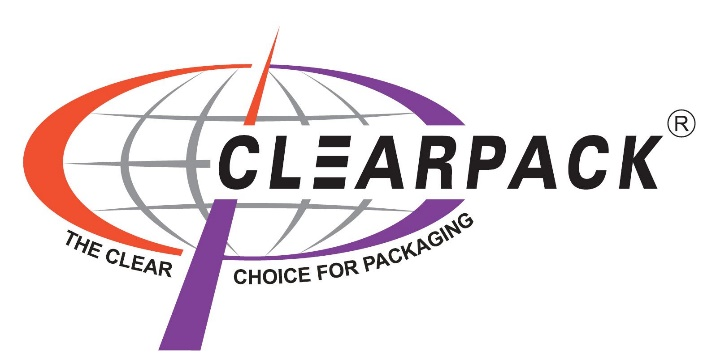 CLEARPACK®
THE CLEAR CHOICE FOR PACKAGING